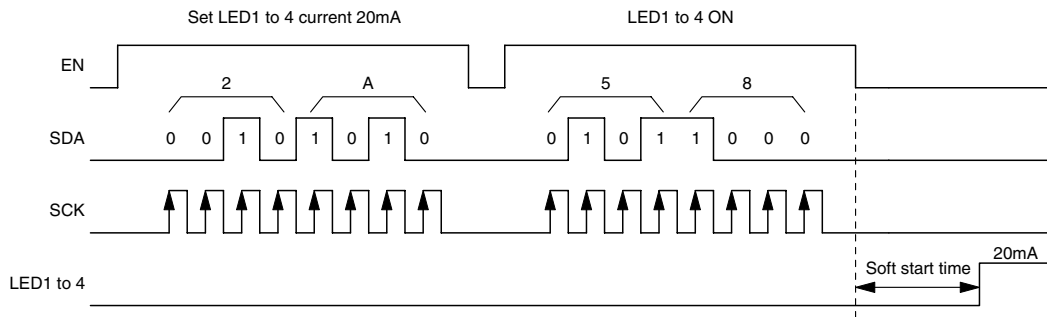 Set LED1 to 4 current 20mA
LED1 to 4 ON
EN
2 A 5 8
SDA 0 0 1 0 1 0 1 0 0 1 0 1 1 0 0 0
SCK
20mA
Soft start time
LED1 to 4